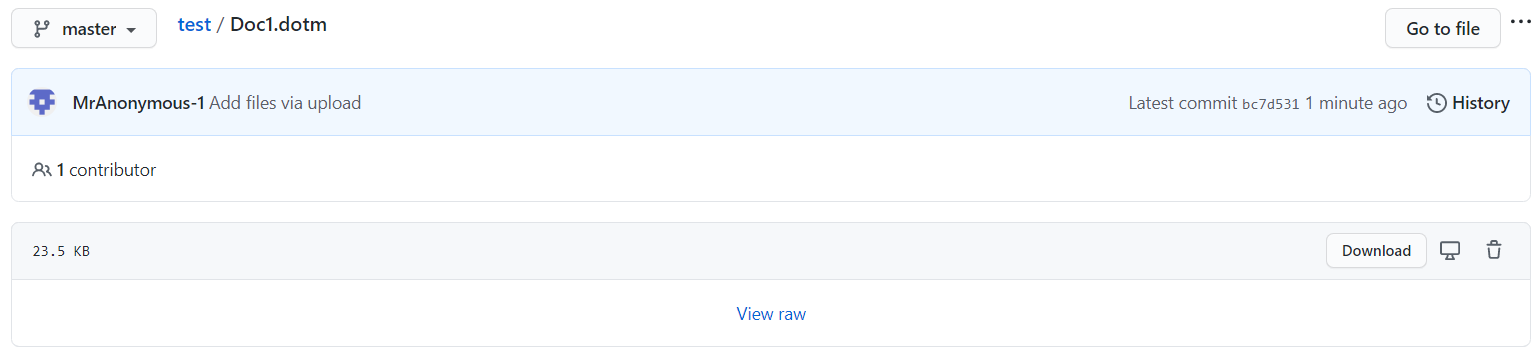 master
test / Doc1.dotm
Go to file
MrAnonymous-1 Add files via upload
Latest commit bc7d531 1 minute ago
History
1 contributor
23.5 KB
Download
View raw